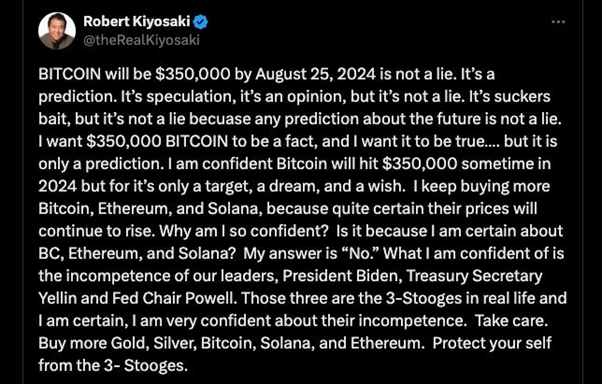 Robert Kiyosaki
@theRealKiyosaki
BITCOIN will be $350,000 by August 25, 2024 is not a lie. It's a
prediction. It's speculation, it's an opinion, but it's not a lie. It's suckers
bait, but it's not a lie becuase any prediction about the future is not a lie.
I want $350,000 BITCOIN to be a fact, and I want it to be true.... but it is
only a prediction. I am confident Bitcoin will hit $350,000 sometime in
2024 but for it's only a target, a dream, and a wish.  I keep buying more
Bitcoin, Ethereum, and Solana, because quite certain their prices will
continue to rise. Why am I so confident?  Is it because I am certain about
BC, Ethereum, and Solana?  My answer is “No.” What I am confident of is
the incompetence of our leaders, President Biden, Treasury Secretary
Yellin and Fed Chair Powell. Those three are the 3-Stooges in real life and
I am certain, I am very confident about their incompetence.  Take care.
Buy more Gold, Silver, Bitcoin, Solana, and Ethereum.  Protect your self
from the 3- Stooges.